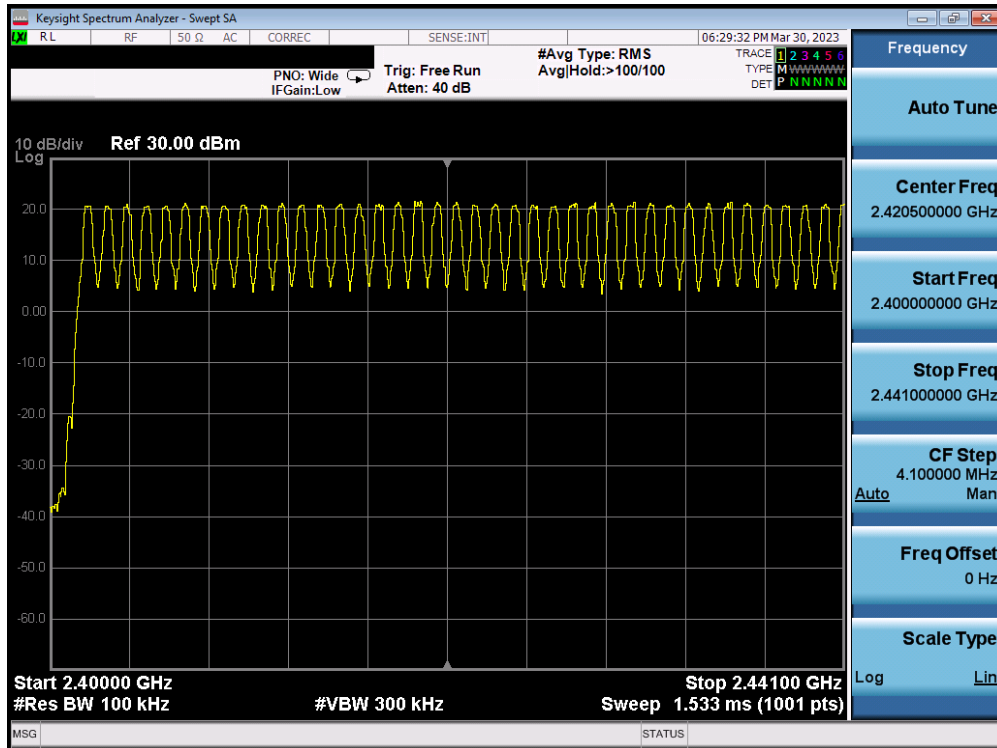 Keysight Spectrum Analyzer - Swept SA
LXI RL RF 50 Ω AC CORREC SENSE:INT 06:29:32 PM Mar 30, 2023
PNO: Wide
IFGain:Low
Trig: Free Run
Atten: 40 dB
#Avg Type: RMS
Avg|Hold:>100/100
TRACE 1 2 3 4 5 6
TYPE M W W W W W
DET P N N N N N
10 dB/div Ref 30.00 dBm
Log
20.0
10.0
0.00
-10.0
-20.0
-30.0
-40.0
-50.0
-60.0
Start 2.40000 GHz Stop 2.44100 GHz
#Res BW 100 kHz #VBW 300 kHz Sweep 1.533 ms (1001 pts)
MSG STATUS
Frequency
Auto Tune
Center Freq
2.420500000 GHz
Start Freq
2.400000000 GHz
Stop Freq
2.441000000 GHz
CF Step
4.100000 MHz
Auto Man
Freq Offset
0 Hz
Scale Type
Log Lin